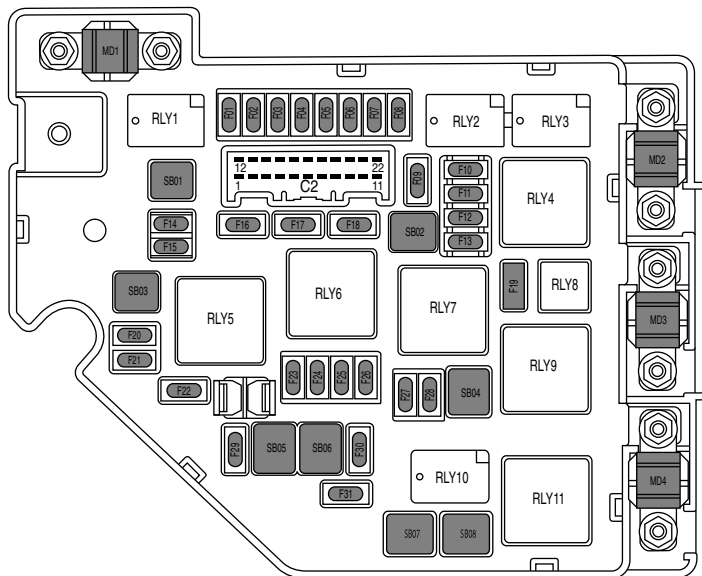 MD1
RLY1
F01
F02
F03
F04
F05
F06
F07
F08
RLY2
RLY3
MD2
12
22
1
C2
11
F09
F10
F11
F12
F13
RLY4
SB01
F14
F15
F16
F17
F18
SB02
SB03
RLY5
RLY6
RLY7
F19
RLY8
MD3
F20
F21
F22
F23
F24
F25
F26
F27
F28
SB04
RLY9
F29
SB05
SB06
F30
F31
RLY10
RLY11
MD4
SB07
SB08